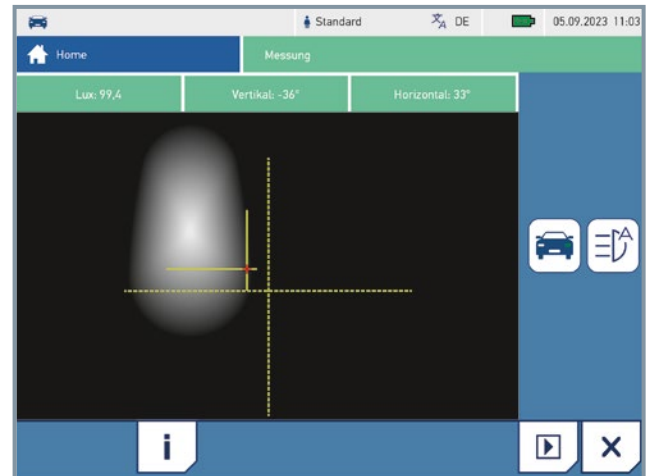 Standard DE 05.09.2023 11:03
Home Messung
Lux: 99,4 Vertikal: -36° Horizontal: 33°
A
i X